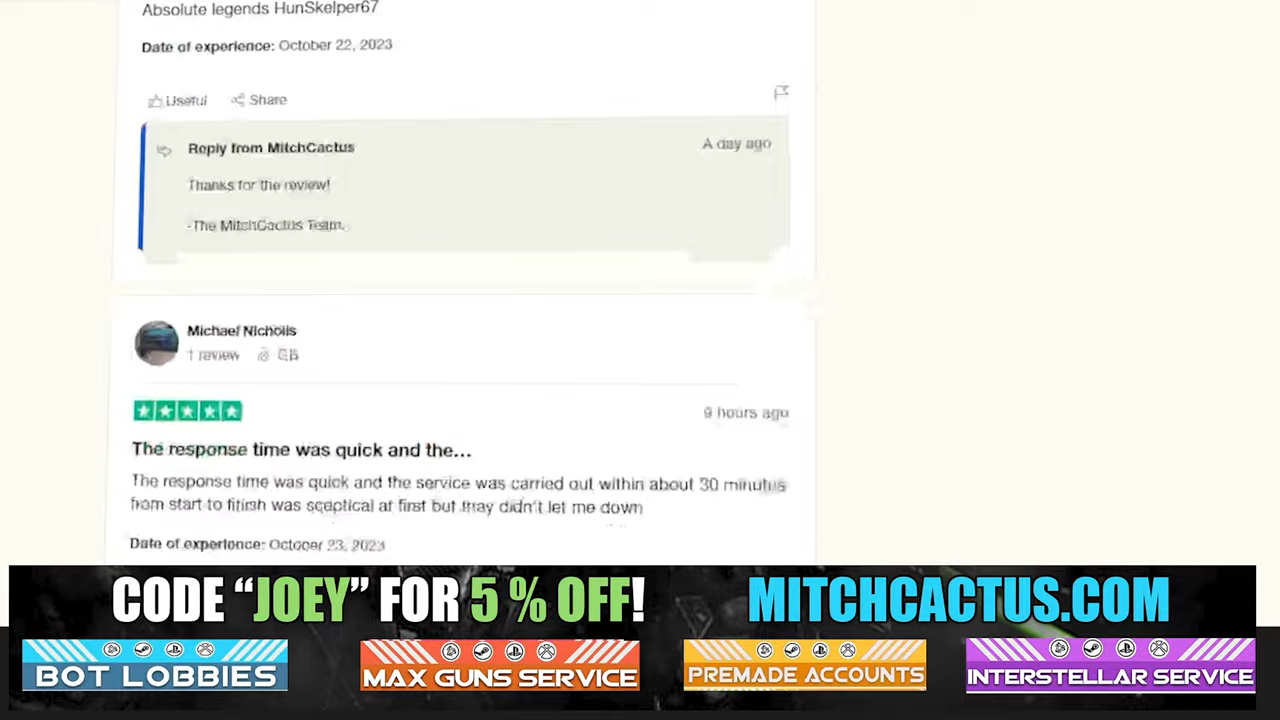 Absolute legends HunSkelper67
Date of experience: October 22, 2023
Useful Share
Reply from MitchCactus
A day ago
Thanks for the review!
-The MitchCactus Team.
Michael Nicholls
1 review GB
9 hours ago
The response time was quick and the...
The response time was quick and the service was carried out within about 30 minutes
from start to finish was sceptical at first but they didn't let me down
Date of experience: October 23, 2023
CODE “JOEY” FOR 5 % OFF!
MITCHCACTUS.COM
BOT LOBBIES
MAX GUNS SERVICE
PREMADE ACCOUNTS
INTERSTELLAR SERVICE